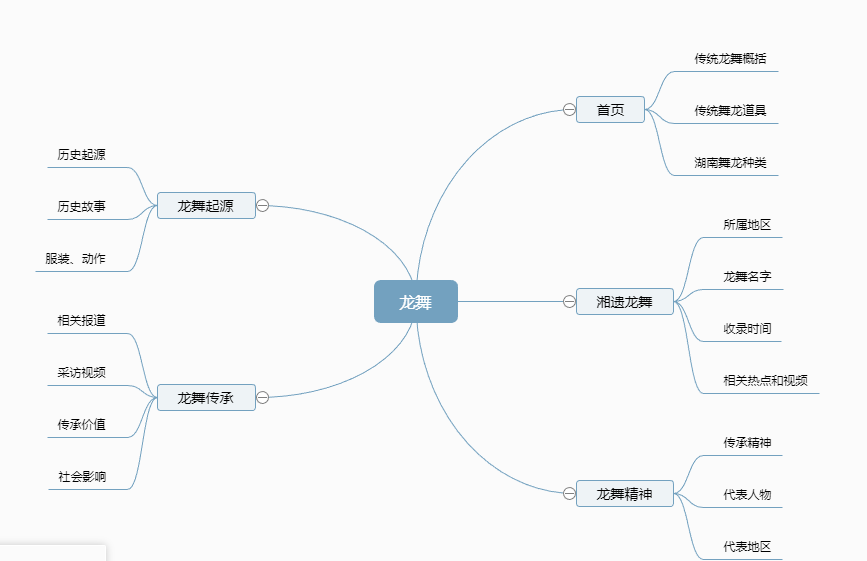 龙舞
首页
传统龙舞概括
传统舞龙道具
湖南舞龙种类
湘遗龙舞
所属地区
龙舞名字
收录时间
相关热点和视频
龙舞精神
传承精神
代表人物
代表地区
龙舞起源
历史起源
历史故事
服装、动作
龙舞传承
相关报道
采访视频
传承价值
社会影响